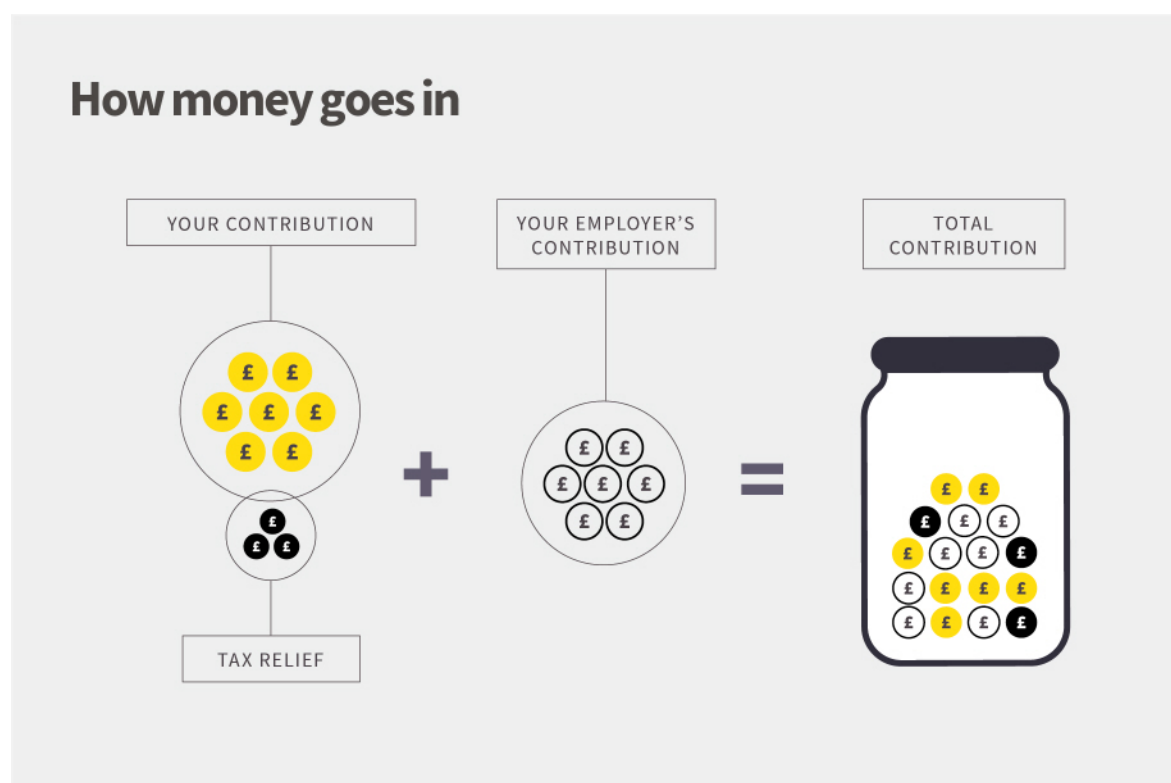 How money goes in
YOUR CONTRIBUTION
£ £
£ £ £
£ £
£
£ £
TAX RELIEF
+
YOUR EMPLOYER'S
CONTRIBUTION
£ £
£ £ £
£ £
=
TOTAL
CONTRIBUTION
£ £
£ £ £
£ £ £ £
£ £ £ £
£ £ £ £